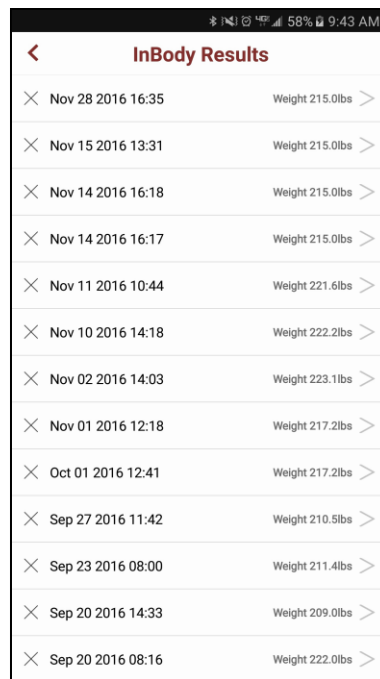 58% 9:43 AM
InBody Results
Nov 28 2016 16:35 Weight 215.0lbs
Nov 15 2016 13:31 Weight 215.0lbs
Nov 14 2016 16:18 Weight 215.0lbs
Nov 14 2016 16:17 Weight 215.0lbs
Nov 11 2016 10:44 Weight 221.6lbs
Nov 10 2016 14:18 Weight 222.2lbs
Nov 02 2016 14:03 Weight 223.1lbs
Nov 01 2016 12:18 Weight 217.2lbs
Oct 01 2016 12:41 Weight 217.2lbs
Sep 27 2016 11:42 Weight 210.5lbs
Sep 23 2016 08:00 Weight 211.4lbs
Sep 20 2016 14:33 Weight 209.0lbs
Sep 20 2016 08:16 Weight 222.0lbs